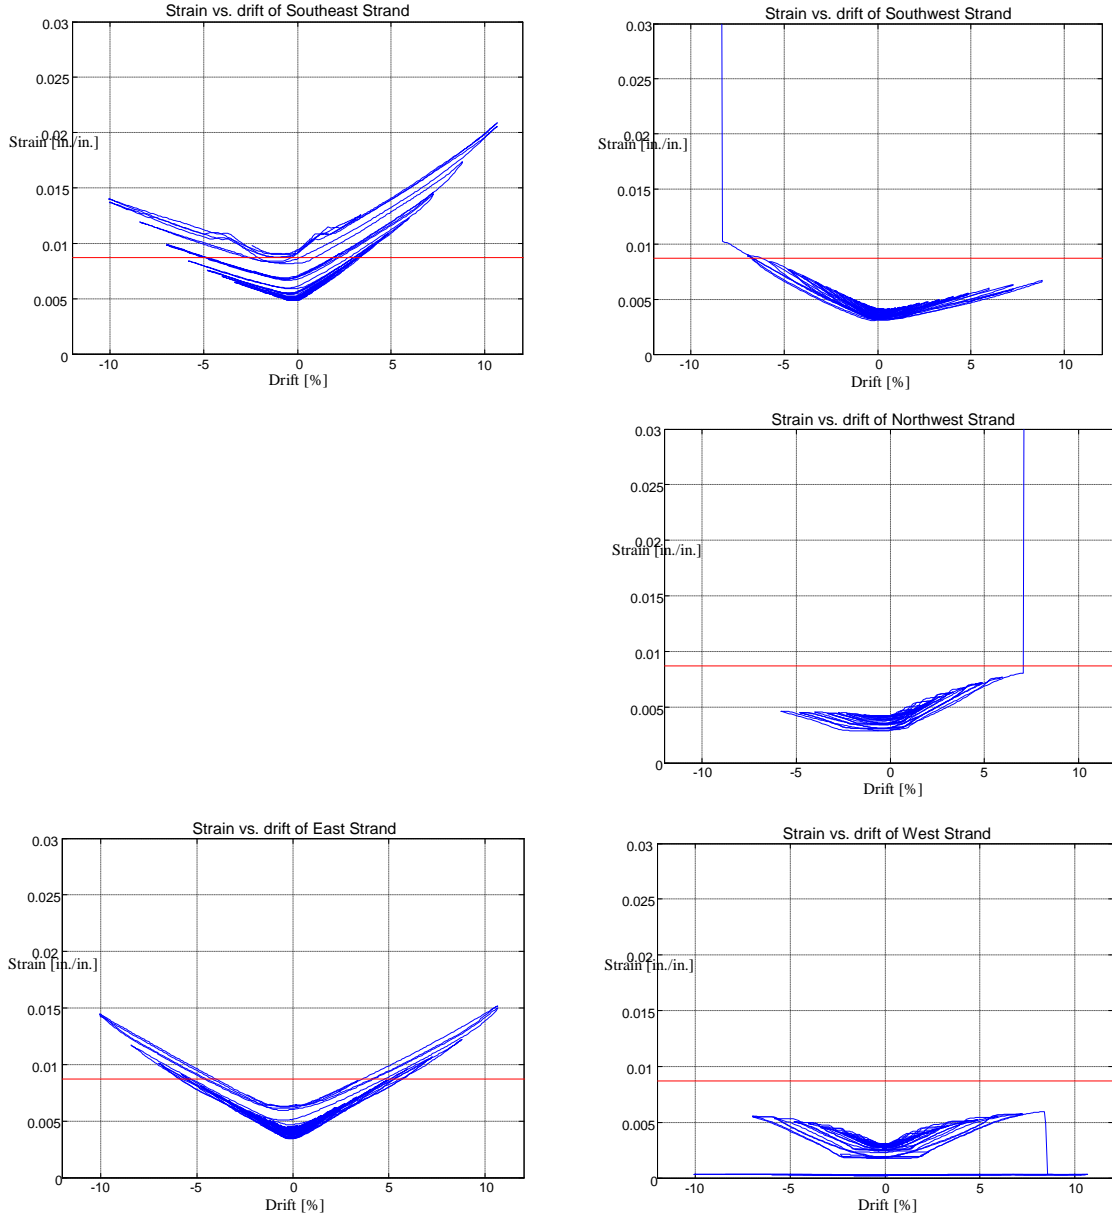 Strain vs. drift of Southeast Strand
0.03
0.025
0.02
Strain [in./in.]
0.015
0.01
0.005
0
-10 -5 0 5 10
Drift [%]
Strain vs. drift of Southwest Strand
0.03
0.025
0.02
Strain [in./in.]
0.015
0.01
0.005
0
-10 -5 0 5 10
Drift [%]
Strain vs. drift of Northwest Strand
0.03
0.025
0.02
Strain [in./in.]
0.015
0.01
0.005
0
-10 -5 0 5 10
Drift [%]
Strain vs. drift of East Strand
0.03
0.025
0.02
Strain [in./in.]
0.015
0.01
0.005
0
-10 -5 0 5 10
Drift [%]
Strain vs. drift of West Strand
0.03
0.025
0.02
Strain [in./in.]
0.015
0.01
0.005
0
-10 -5 0 5 10
Drift [%]